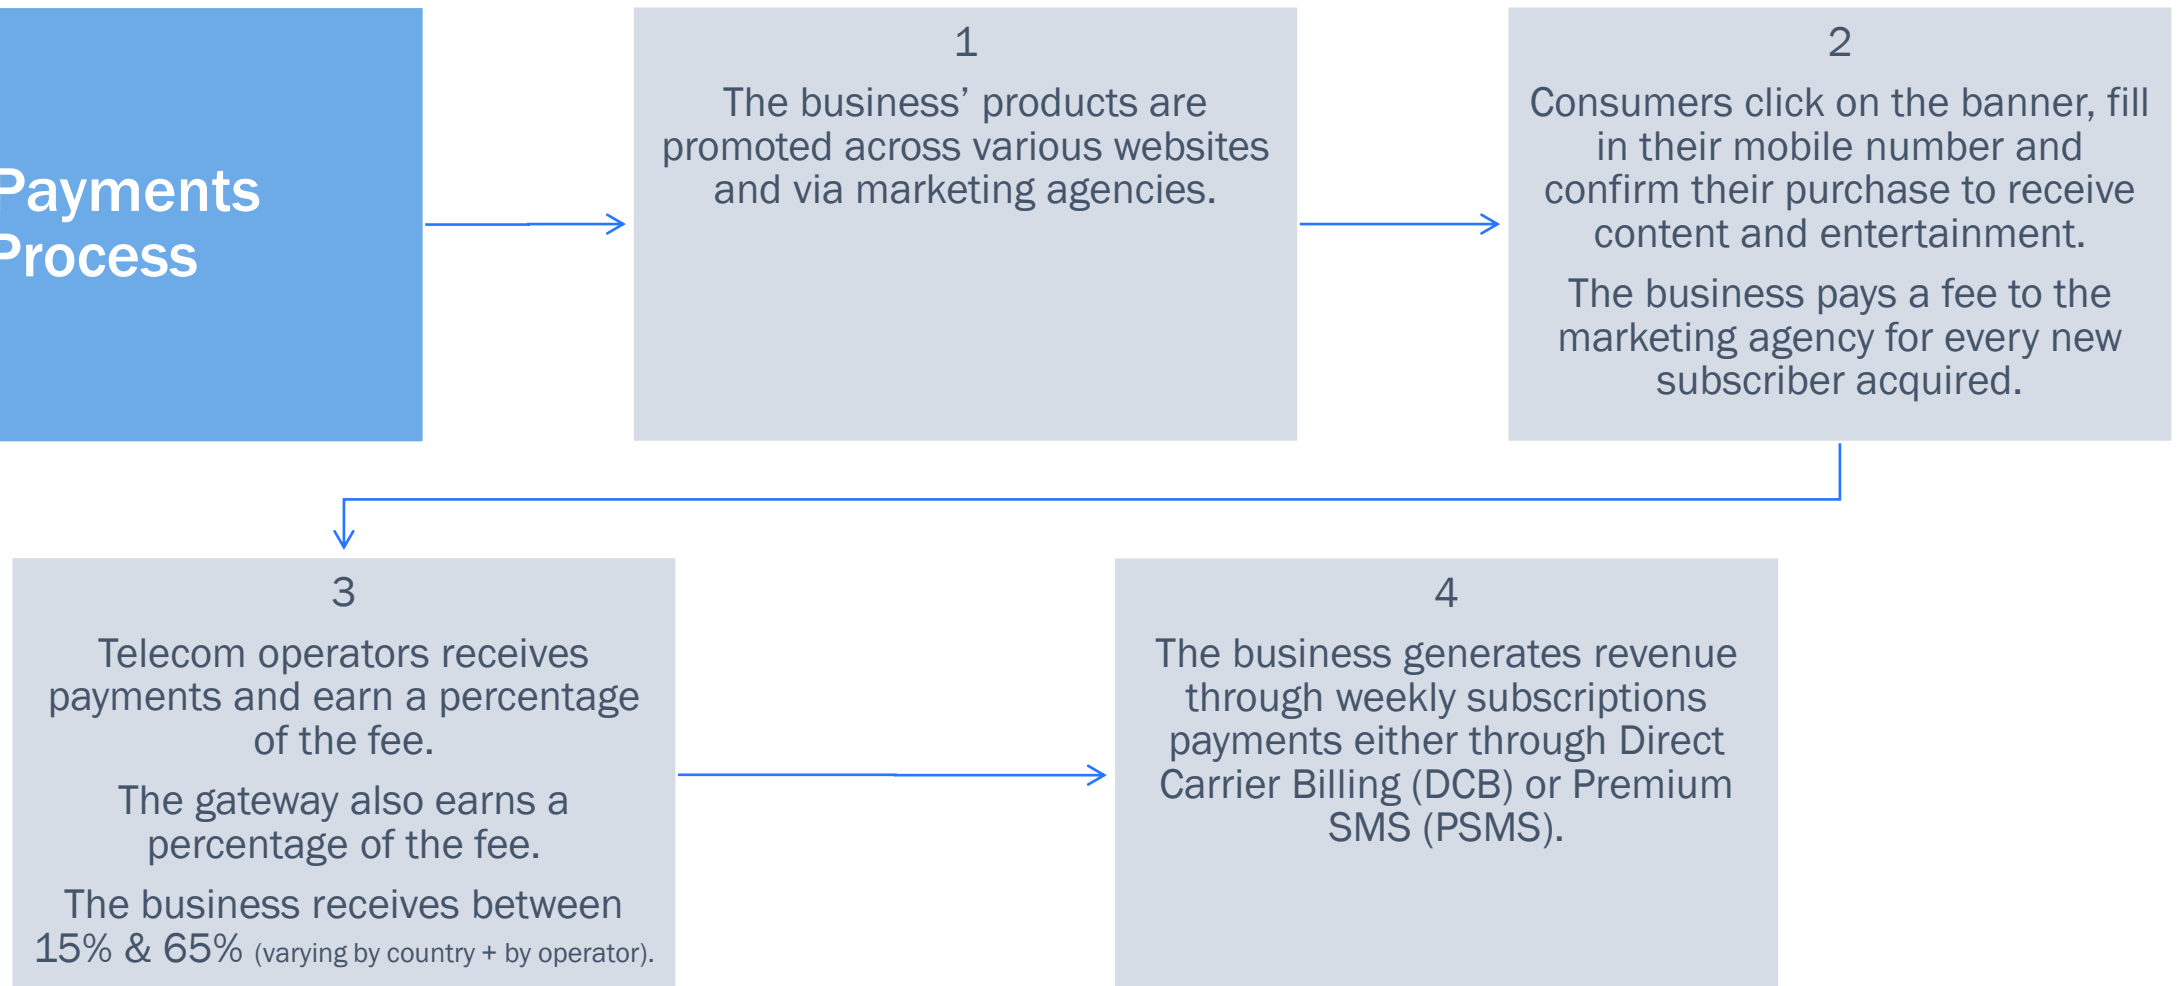 Payments
Process
1
The business’ products are
promoted across various websites
and via marketing agencies.
2
Consumers click on the banner, fill
in their mobile number and
confirm their purchase to receive
content and entertainment.
The business pays a fee to the
marketing agency for every new
subscriber acquired.
3
Telecom operators receives
payments and earn a percentage
of the fee.
The gateway also earns a
percentage of the fee.
The business receives between
15% & 65% (varying by country + by operator).
4
The business generates revenue
through weekly subscriptions
payments either through Direct
Carrier Billing (DCB) or Premium
SMS (PSMS).